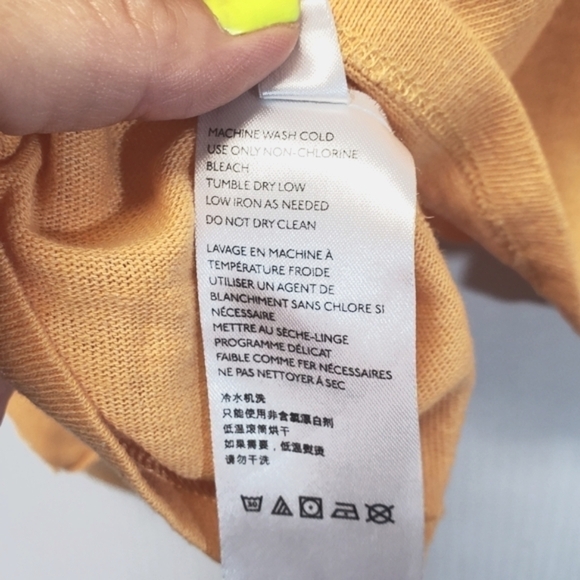 MACHINE WASH COLD
USE ONLY NON-CHLORINE
BLEACH
TUMBLE DRY LOW
LOW IRON AS NEEDED
DO NOT DRY CLEAN
LAVAGE EN MACHINE À
TEMPÉRATURE FROIDE
UTILISER UN AGENT DE
BLANCHIMENT SANS CHLORE SI
NÉCESSAIRE
METTRE AU SÈCHE-LINGE
PROGRAMME DÉLICAT
FAIBLE COMME FER NÉCESSAIRES
NE PAS NETTOYER À SEC
冷水机洗
只能使用非含氯漂白剂
低温滚筒烘干
如果需要，低温熨烫
请勿干洗
30